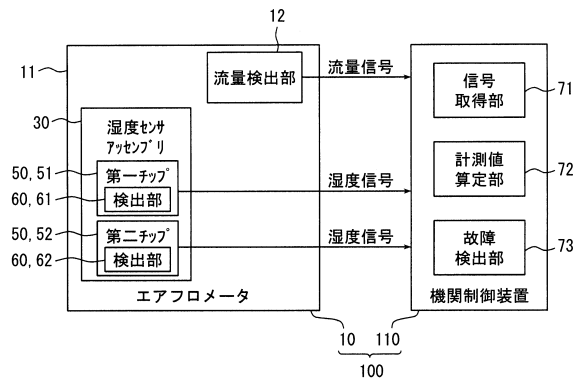 12
11
流量検出部
流量信号
信号
取得部
71
30
湿度ｾﾝｻ
ｱｯｾﾝﾌﾞﾘ
50, 51
第一ﾁｯﾌﾟ
60, 61
検出部
湿度信号
計測値
算定部
72
50, 52
第二ﾁｯﾌﾟ
60, 62
検出部
湿度信号
故障
検出部
73
エアフロメータ
機関制御装置
10
110
100